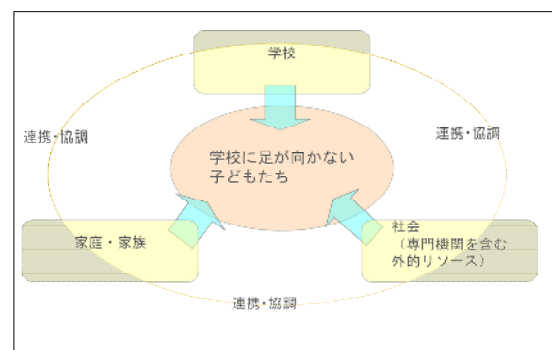 学校
連携・協調
連携・協調
学校に足が向かない
子どもたち
家庭・家族
社会
（専門機関を含む
外的リソース）
連携・協調